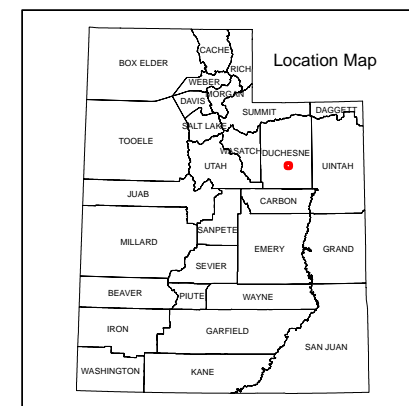 Location Map
BOX ELDER
CACHE
RICH
WEBER
MORGAN
DAVIS
SUMMIT
DAGGETT
SALT LAKE
TOOELE
WASATCH
DUCHESNE
UTAH
UINTAH
JUAB
CARBON
SANPETE
MILLARD
EMERY
GRAND
SEVIER
BEAVER
PIUTE
WAYNE
IRON
GARFIELD
SAN JUAN
WASHINGTON
KANE